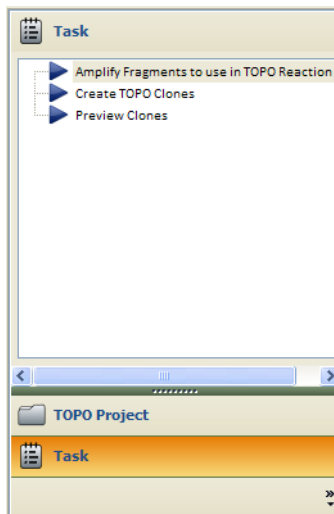 Task
Amplify Fragments to use in TOPO Reaction
Create TOPO Clones
Preview Clones
TOPO Project
Task